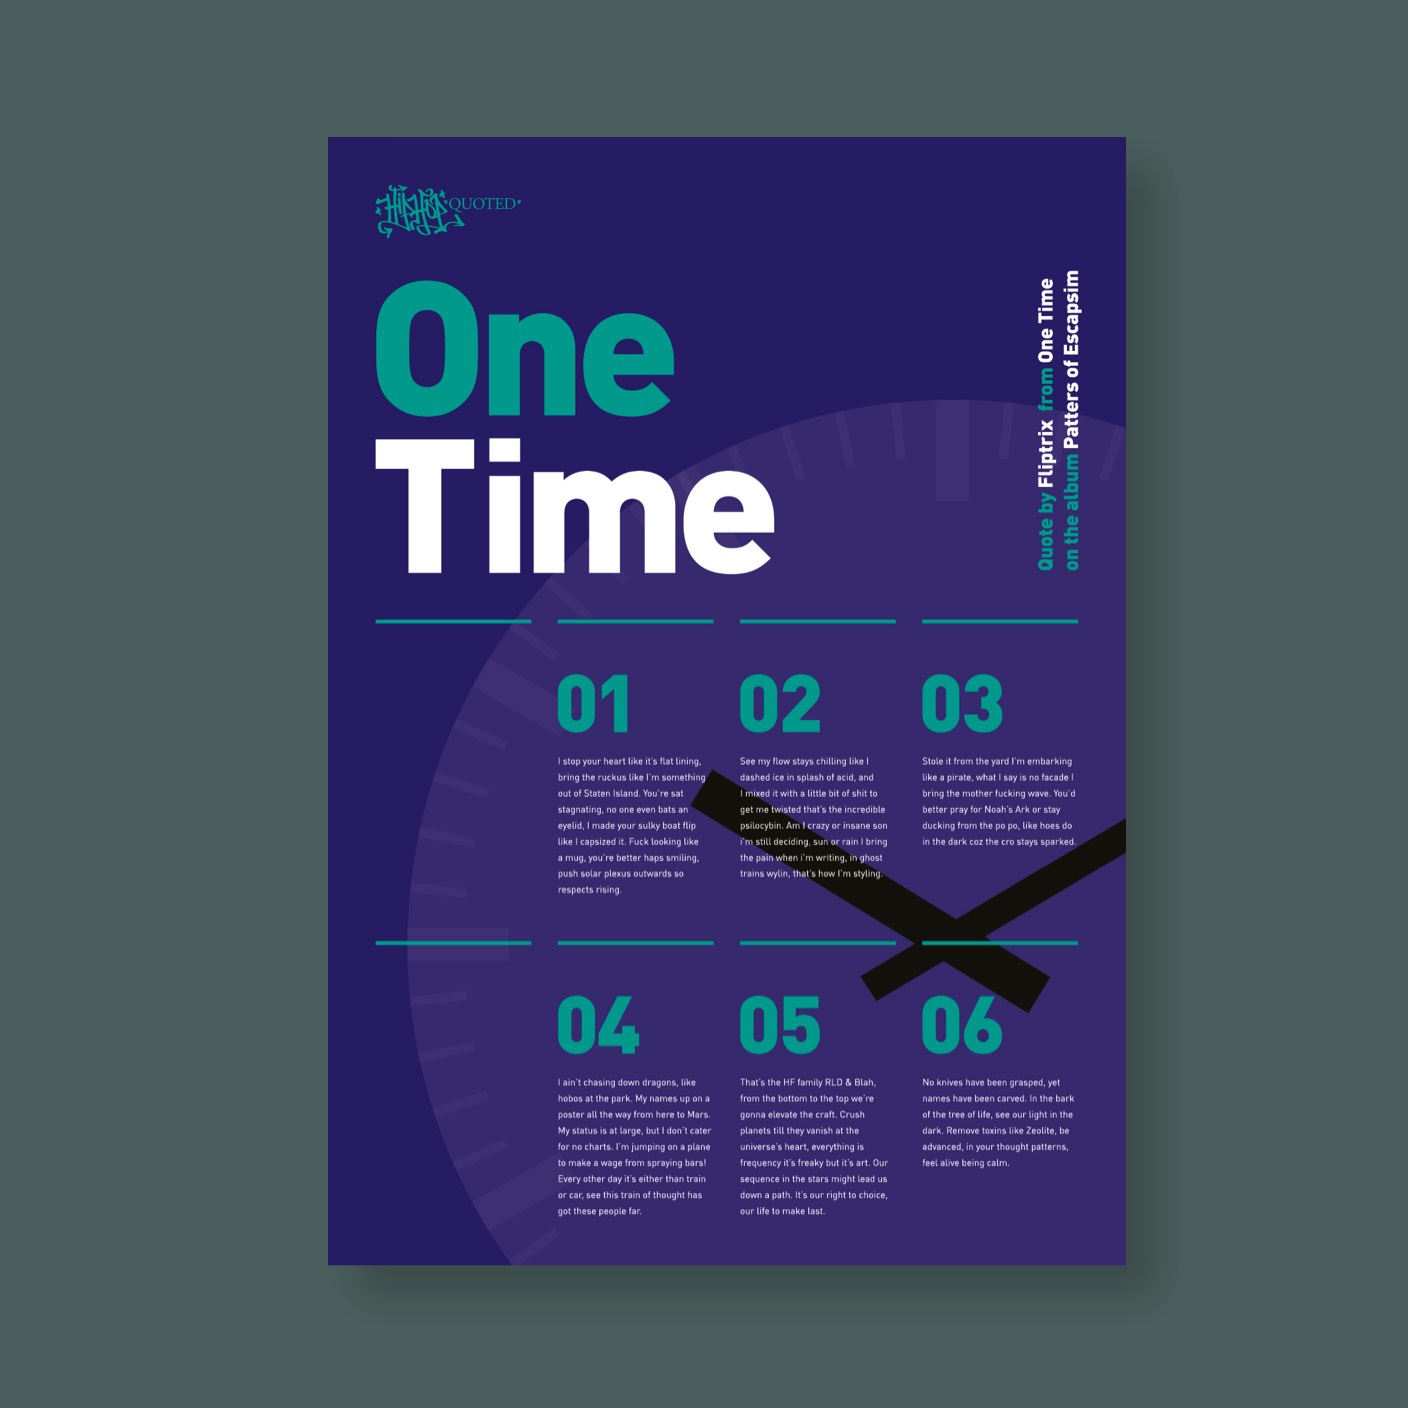 HipHop QUOTED
One
Time
Quote by Fliptrix from One Time
on the album Patters of Escapsim
01
I stop your heart like it's flat lining,
bring the ruckus like I'm something
out of Staten Island. You're sat
stagnating, no one even bats an
eyelid, I made your sulky boat flip
like I capsized it. Fuck looking like
a mug, you're better haps smiling,
push solar plexus outwards so
respects rising.
02
See my flow stays chilling like I
dashed ice in splash of acid, and
I mixed it with a little bit of shit to
get me twisted that's the incredible
psilocybin. Am I crazy or insane son
i'm still deciding, sun or rain I bring
the pain when i'm writing, in ghost
trains wylin, that's how I'm styling.
03
Stole it from the yard I'm embarking
like a pirate, what I say is no facade I
bring the mother fucking wave. You'd
better pray for Noah's Ark or stay
ducking from the po po, like hoes do
in the dark coz the cro stays sparked.
04
I ain't chasing down dragons, like
hobos at the park. My names up on a
poster all the way from here to Mars.
My status is at large, but I don't cater
for no charts. I'm jumping on a plane
to make a wage from spraying bars!
Every other day it's either than train
or car, see this train of thought has
got these people far.
05
That's the HF family RLD & Blah,
from the bottom to the top we're
gonna elevate the craft. Crush
planets till they vanish at the
universe's heart, everything is
frequency it's freaky but it's art. Our
sequence in the stars might lead us
down a path. It's our right to choice,
our life to make last.
06
No knives have been grasped, yet
names have been carved. In the bark
of the tree of life, see our light in the
dark. Remove toxins like Zeolite, be
advanced, in your thought patterns,
feel alive being calm.